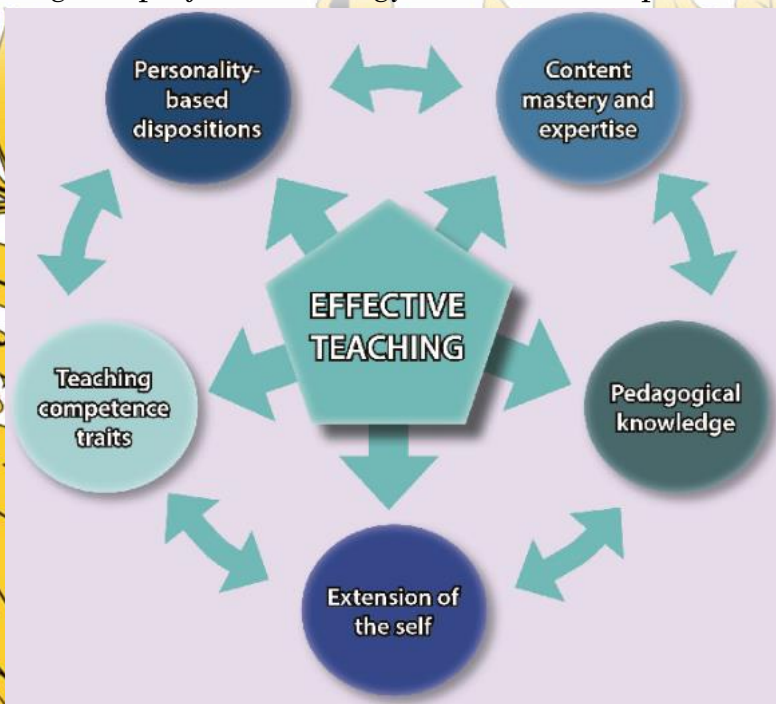 Personality-
based
dispositions
Content
mastery and
expertise
EFFECTIVE
TEACHING
Teaching
competence
traits
Pedagogical
knowledge
Extension of
the self